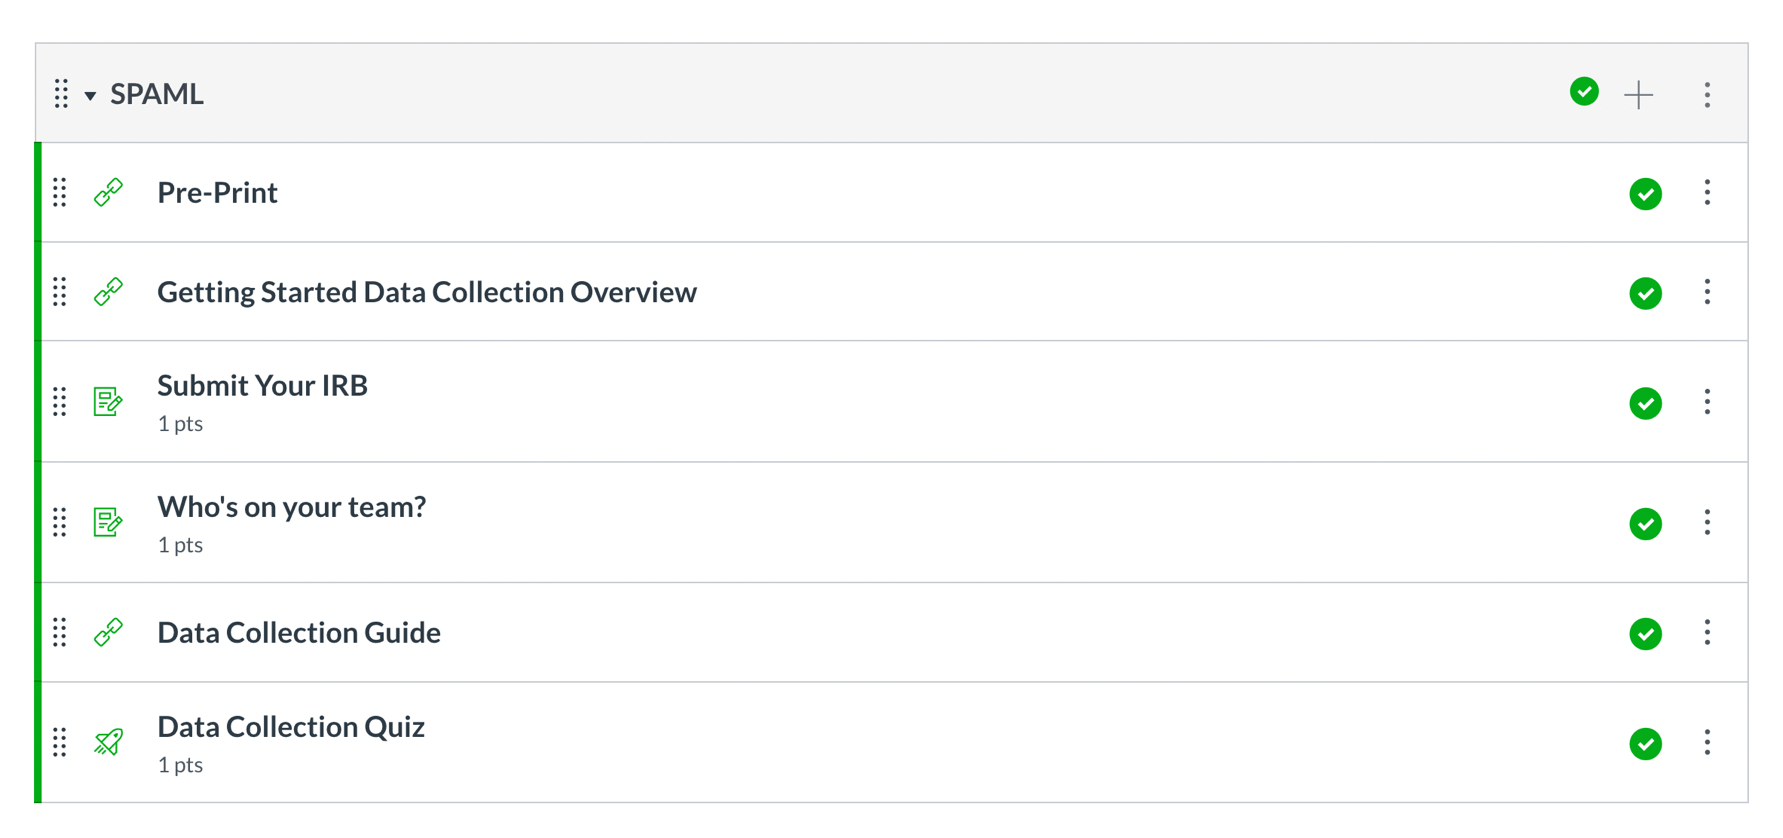 SPAML
Pre-Print
Getting Started Data Collection Overview
Submit Your IRB
1 pts
Who's on your team?
1 pts
Data Collection Guide
Data Collection Quiz
1 pts